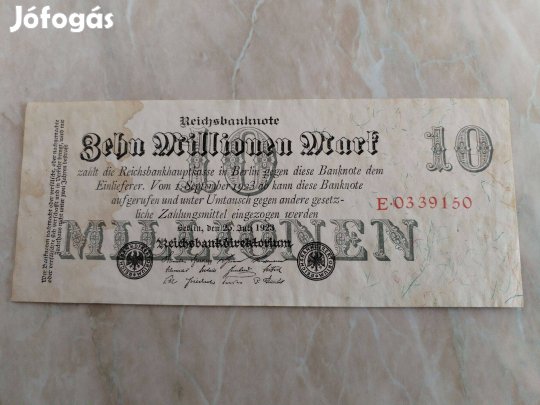 Jófogás
Reichsbanknote
Zehn Millionen Mark
10
10
zahlt die Reichsbankhauptkasse in Berlin gegen diese Banknote dem
Einlieferer. Vom 1. September 1923 ab kann diese Banknote
aufgerufen und unter Umtausch gegen andere gesetz-
liche Zahlungsmittel eingezogen werden
E·0339150
MILLIONEN
Berlin, den 25. Juli 1923
Reichsbankdirektorium